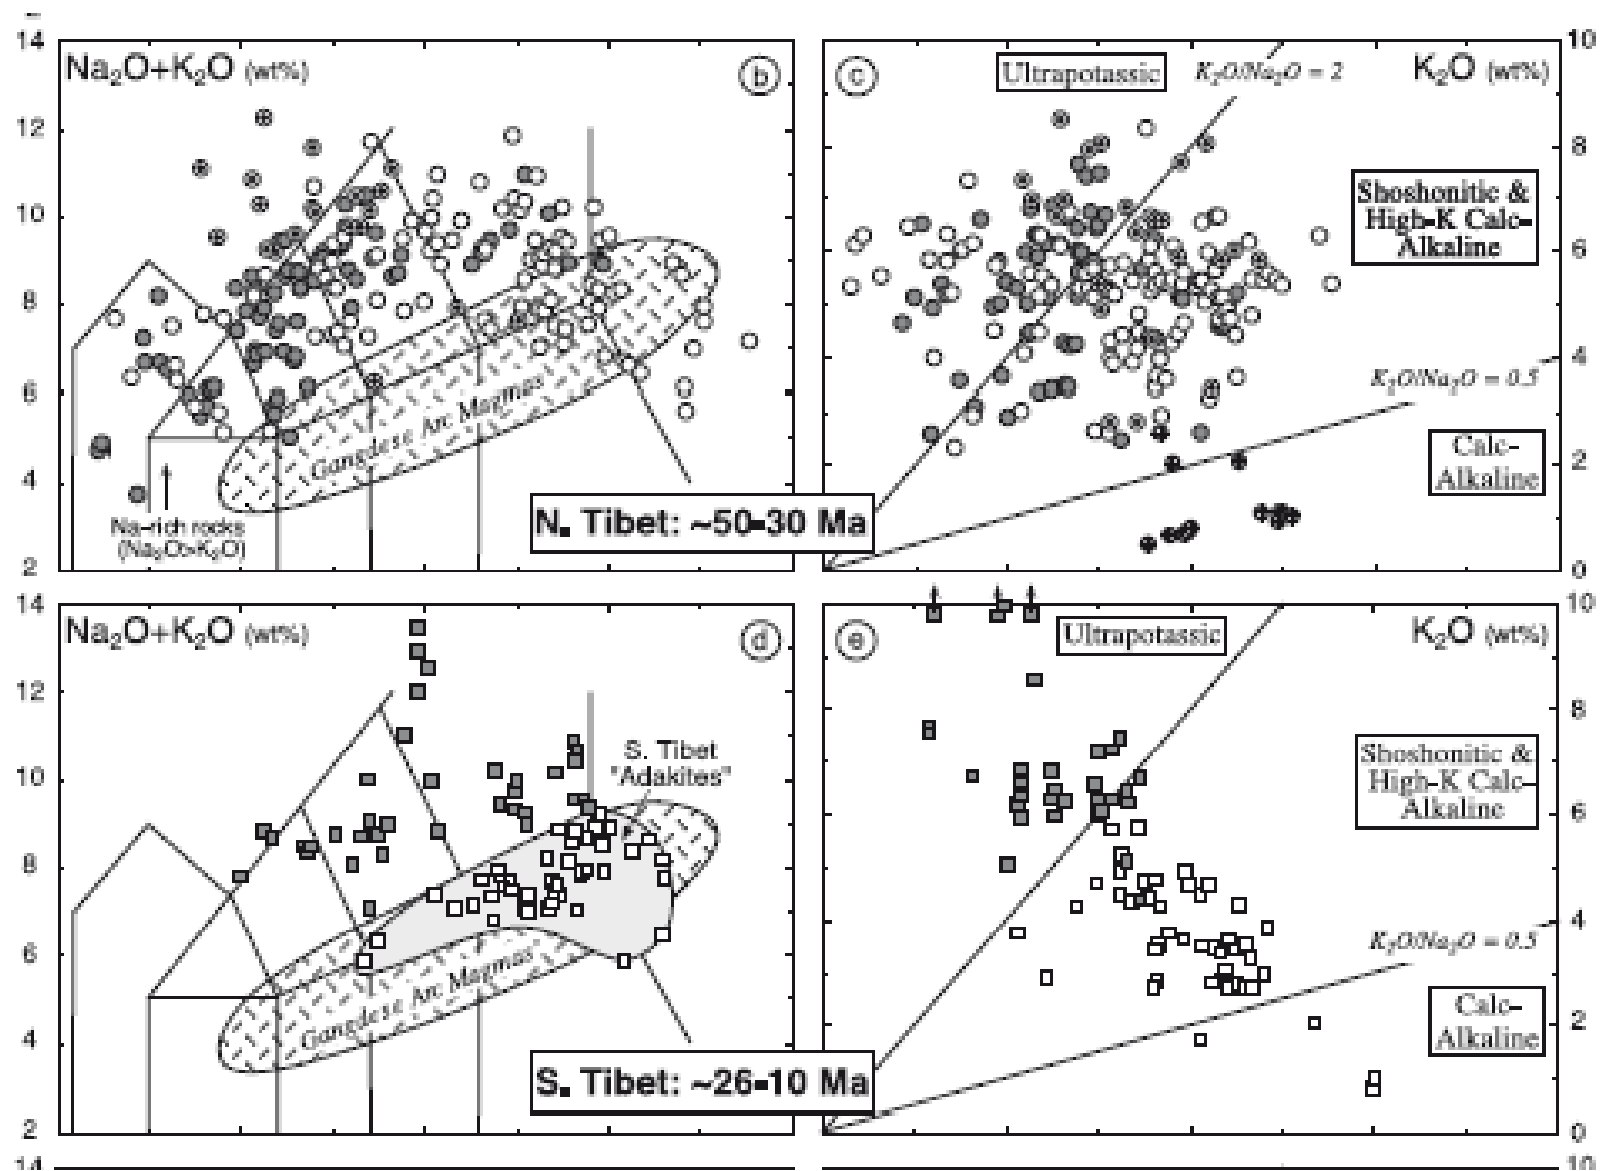 14
Na₂O+K₂O (wt%)
b
12
10
8
6
4
2
Gangdese Arc Magmas
Na-rich rocks
(Na₂O>K₂O)
N. Tibet: ~50-30 Ma
c
Ultrapotassic
K₂O/Na₂O = 2
K₂O (wt%)
10
8
Shoshonitic &
High-K Calc-
Alkaline
6
4
K₂O/Na₂O = 0.5
Calc-
Alkaline
2
0
14
Na₂O+K₂O (wt%)
d
12
S. Tibet
"Adakites"
10
8
6
4
2
Gangdese Arc Magmas
S. Tibet: ~26-10 Ma
e
Ultrapotassic
K₂O (wt%)
10
8
Shoshonitic &
High-K Calc-
Alkaline
6
4
K₂O/Na₂O = 0.5
Calc-
Alkaline
2
0
14
10